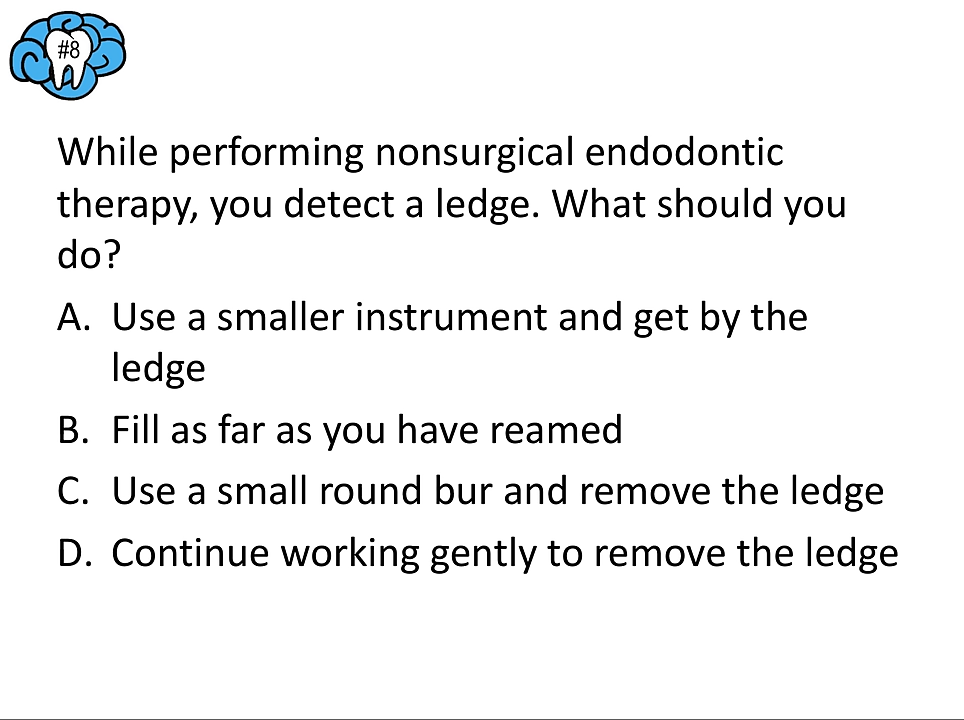 #8
While performing nonsurgical endodontic
therapy, you detect a ledge. What should you
do?
A. Use a smaller instrument and get by the
ledge
B. Fill as far as you have reamed
C. Use a small round bur and remove the ledge
D. Continue working gently to remove the ledge